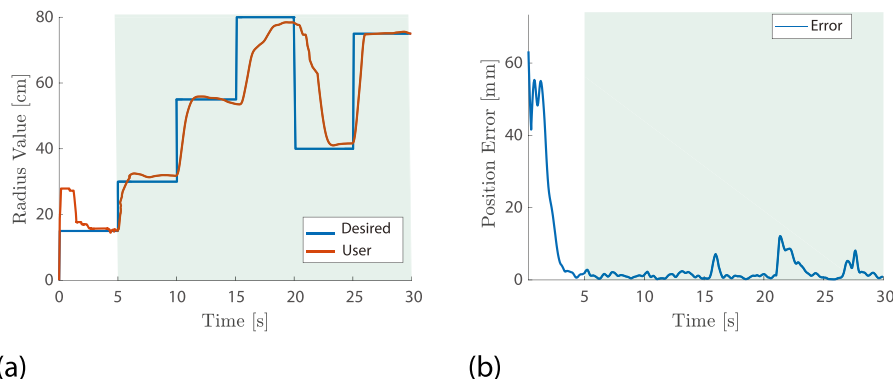 80
60
40
20
0
Radius Value [cm]
0 5 10 15 20 25 30
Time [s]
Desired
User
(a)
60
40
20
0
Position Error [mm]
0 5 10 15 20 25 30
Time [s]
Error
(b)